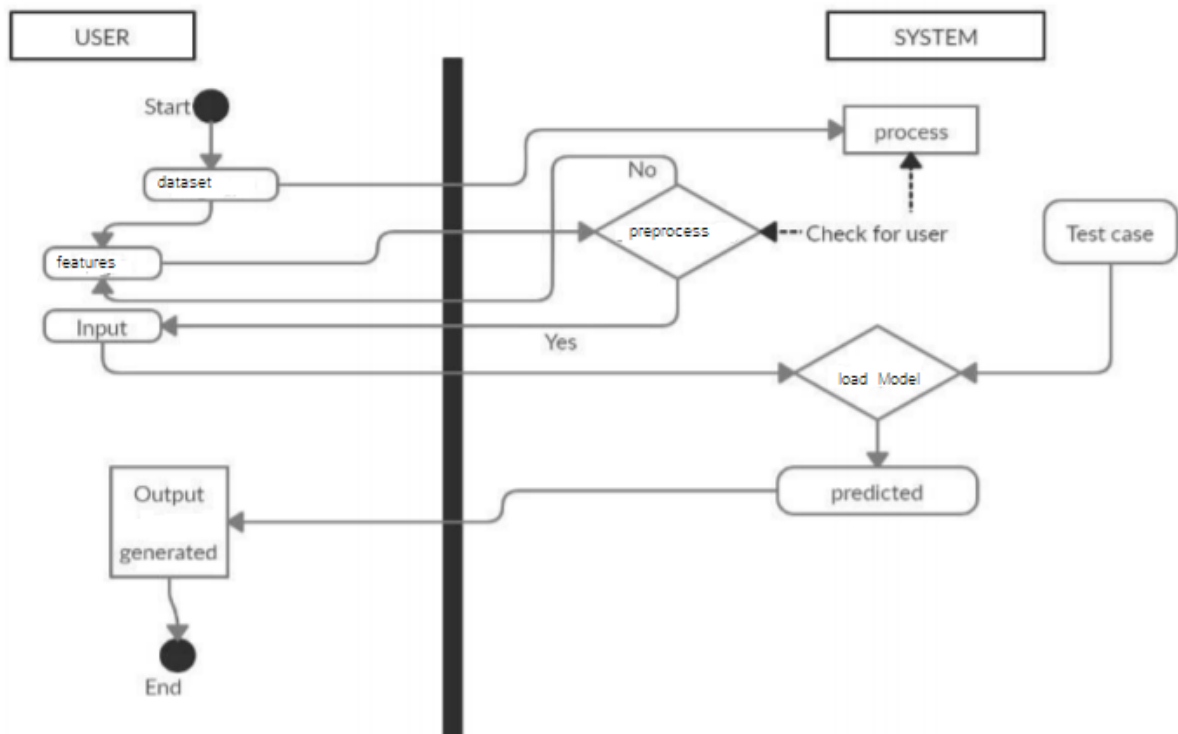 USER
SYSTEM
Start
process
dataset
No
preprocess
Check for user
Test case
features
Input
Yes
load Model
Output
generated
predicted
End